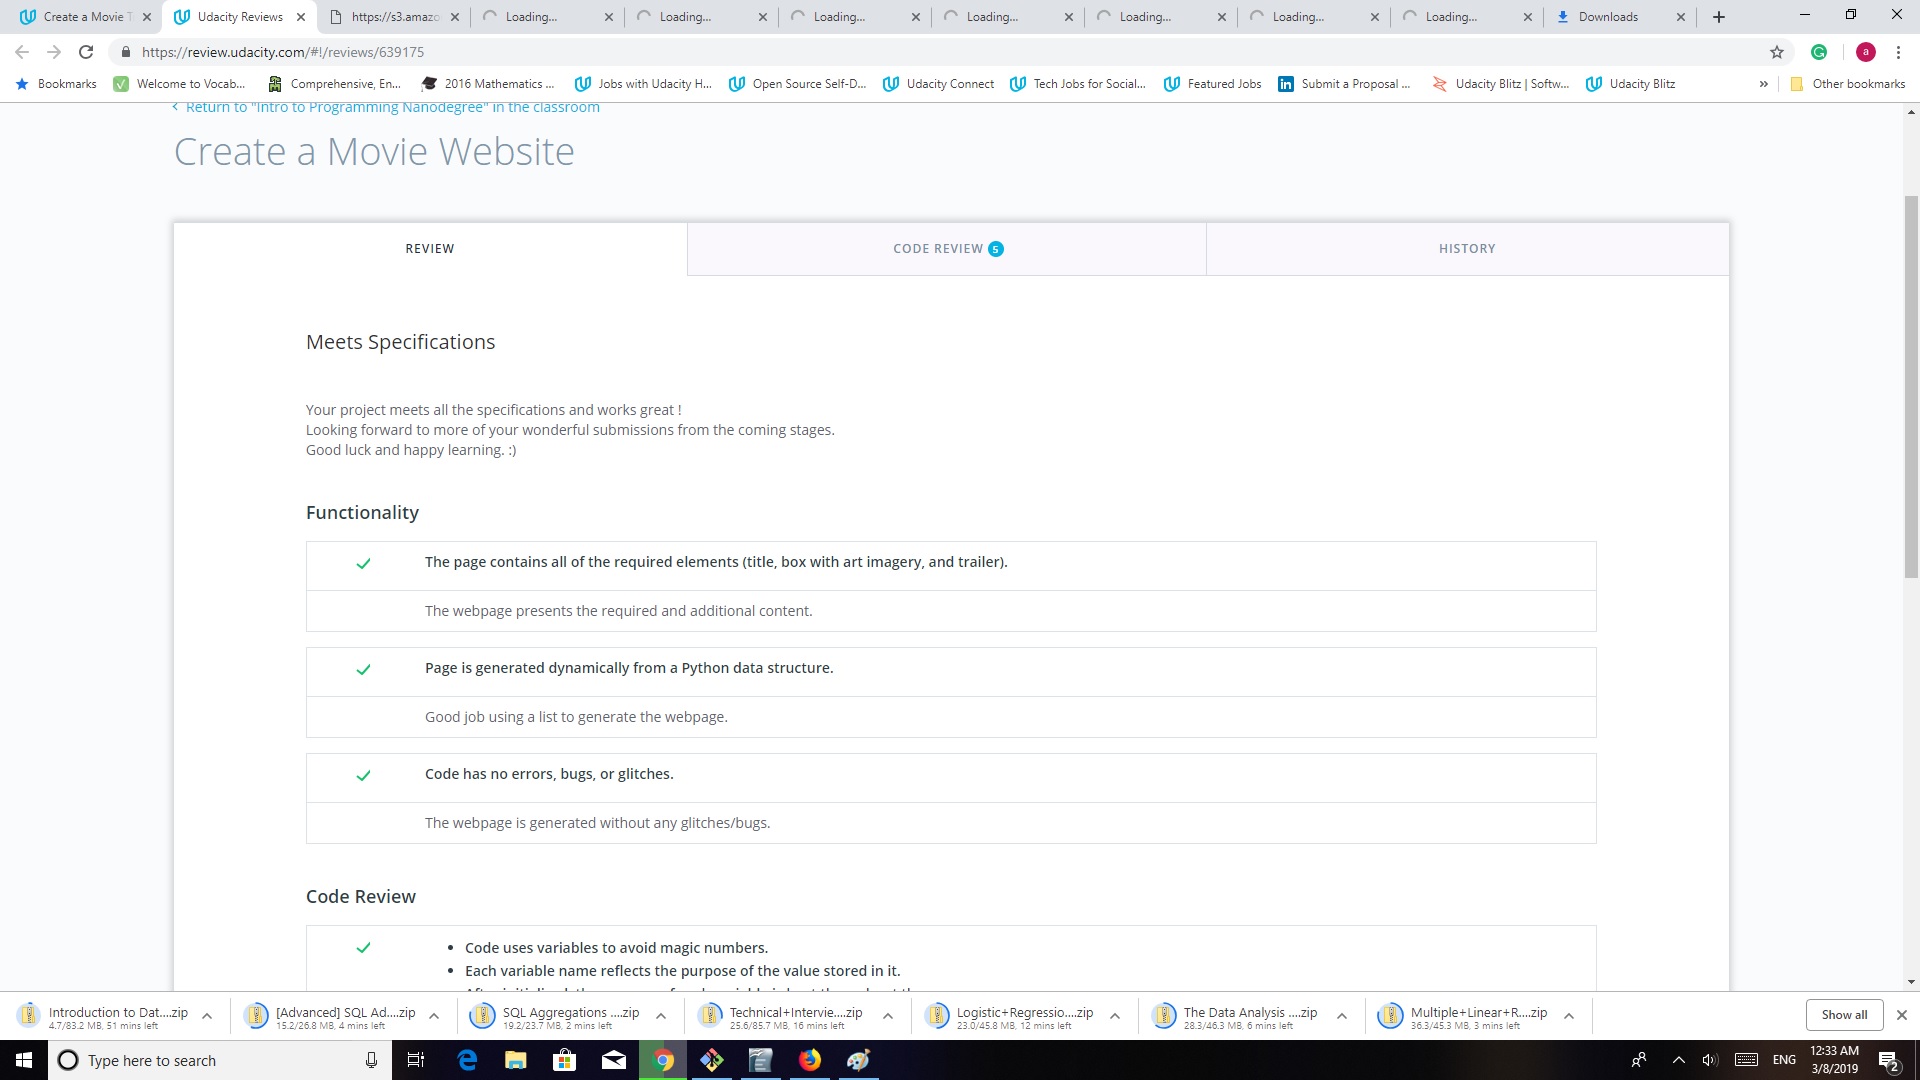 Create a Movie T
Udacity Reviews
https://s3.amazo
Loading...
Loading...
Loading...
Loading...
Loading...
Loading...
Loading...
Downloads
https://review.udacity.com/#!/reviews/639175
Bookmarks
Welcome to Vocab...
Comprehensive, En...
2016 Mathematics ...
Jobs with Udacity H...
Open Source Self-D...
Udacity Connect
Tech Jobs for Social...
Featured Jobs
Submit a Proposal ...
Udacity Blitz | Softw...
Udacity Blitz
Other bookmarks
Return to "Intro to Programming Nanodegree" in the classroom
Create a Movie Website
REVIEW
CODE REVIEW 5
HISTORY
Meets Specifications
Your project meets all the specifications and works great !
Looking forward to more of your wonderful submissions from the coming stages.
Good luck and happy learning. :)
Functionality
The page contains all of the required elements (title, box with art imagery, and trailer).
The webpage presents the required and additional content.
Page is generated dynamically from a Python data structure.
Good job using a list to generate the webpage.
Code has no errors, bugs, or glitches.
The webpage is generated without any glitches/bugs.
Code Review
Code uses variables to avoid magic numbers.
Each variable name reflects the purpose of the value stored in it.
Introduction to Dat....zip
4.7/83.2 MB, 51 mins left
[Advanced] SQL Ad....zip
15.2/26.8 MB, 4 mins left
SQL Aggregations ....zip
19.2/23.7 MB, 2 mins left
Technical+Intervie....zip
25.6/85.7 MB, 16 mins left
Logistic+Regressio....zip
23.0/45.8 MB, 12 mins left
The Data Analysis ....zip
28.3/46.3 MB, 6 mins left
Multiple+Linear+R....zip
36.3/45.3 MB, 3 mins left
Show all
Type here to search
ENG
12:33 AM
3/8/2019
2